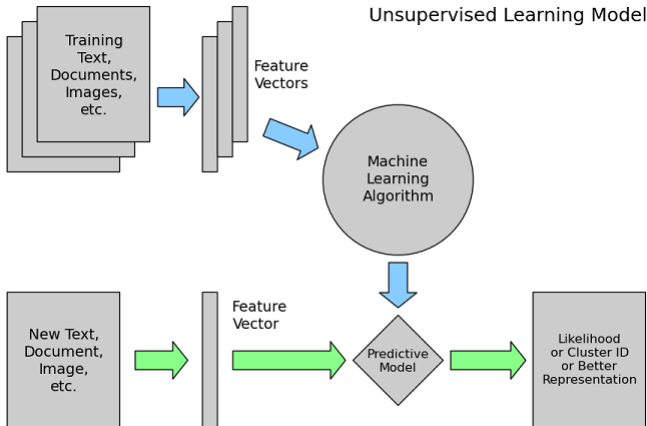 Unsupervised Learning Model
Training
Text,
Documents,
Images,
etc.
Feature
Vectors
Machine
Learning
Algorithm
New Text,
Document,
Image,
etc.
Feature
Vector
Predictive
Model
Likelihood
or Cluster ID
or Better
Representation